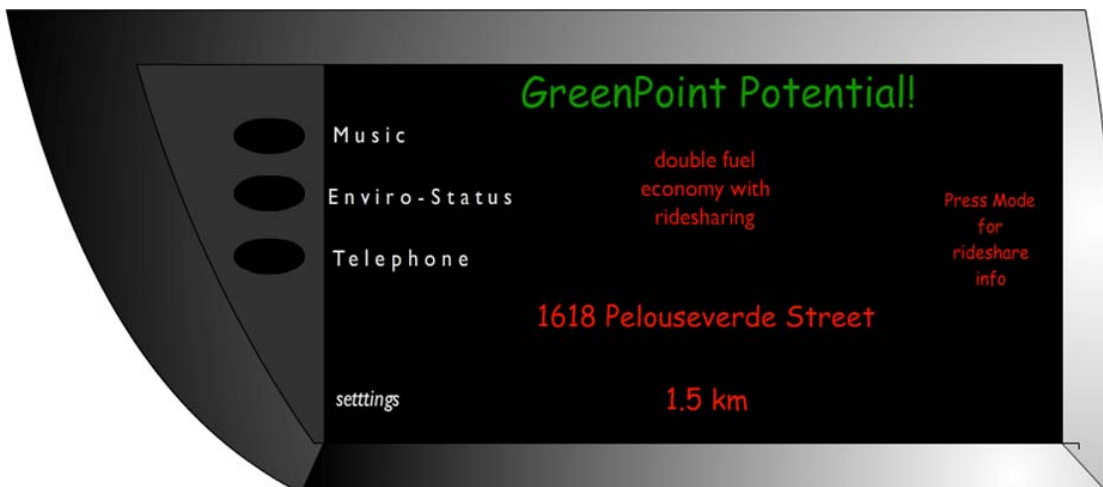 GreenPoint Potential!
Music
Enviro-Status
Telephone
setttings
double fuel
economy with
ridesharing
Press Mode
for
rideshare
info
1618 Pelouseverde Street
1.5 km